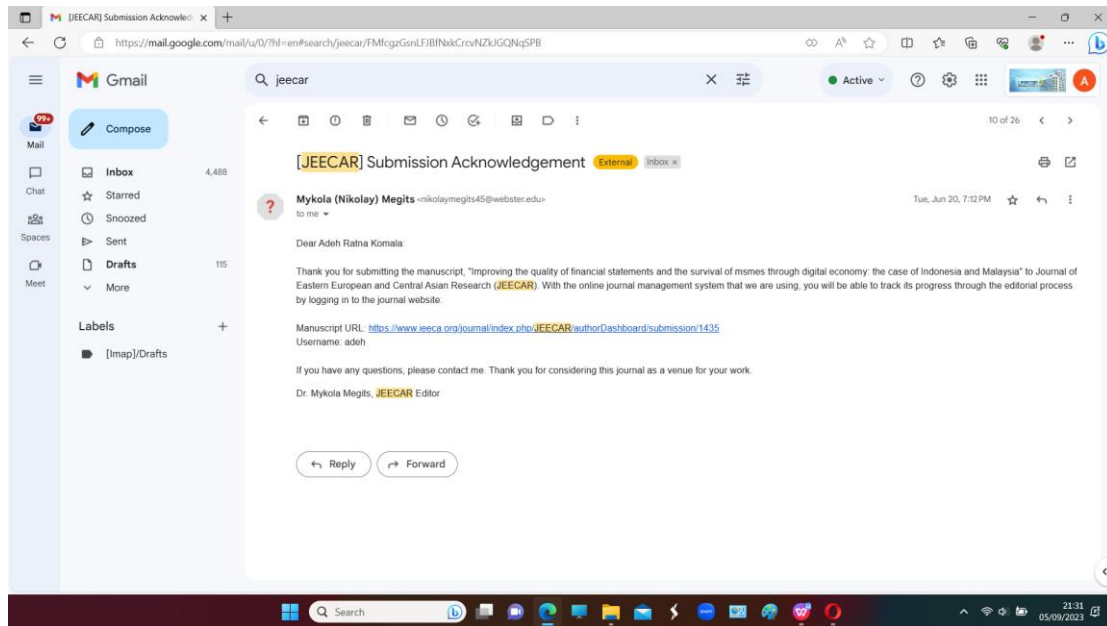 [JEECAR] Submission Acknowled
https://mail.google.com/mail/u/0/?hl=en#search/jeecar/FMfcgzGsnLFJBfNxkCrcvNZkJGQNqSPB
Gmail
jeecar
Active
A
99+
Mail
Chat
Spaces
Meet
Compose
Inbox 4,488
Starred
Snoozed
Sent
Drafts 115
More
Labels
[Imap]/Drafts
10 of 26
[JEECAR] Submission Acknowledgement External Inbox ×
Mykola (Nikolay) Megits <nikolaymegits45@webster.edu>
Tue, Jun 20, 7:12 PM
to me
Dear Adeh Ratna Komala:
Thank you for submitting the manuscript, "Improving the quality of financial statements and the survival of msmes through digital economy: the case of Indonesia and Malaysia" to Journal of
Eastern European and Central Asian Research (JEECAR). With the online journal management system that we are using, you will be able to track its progress through the editorial process
by logging in to the journal website:
Manuscript URL: https://www.ieeca.org/journal/index.php/JEECAR/authorDashboard/submission/1435
Username: adeh
If you have any questions, please contact me. Thank you for considering this journal as a venue for your work.
Dr. Mykola Megits, JEECAR Editor
Reply
Forward
Search
21:31
05/09/2023